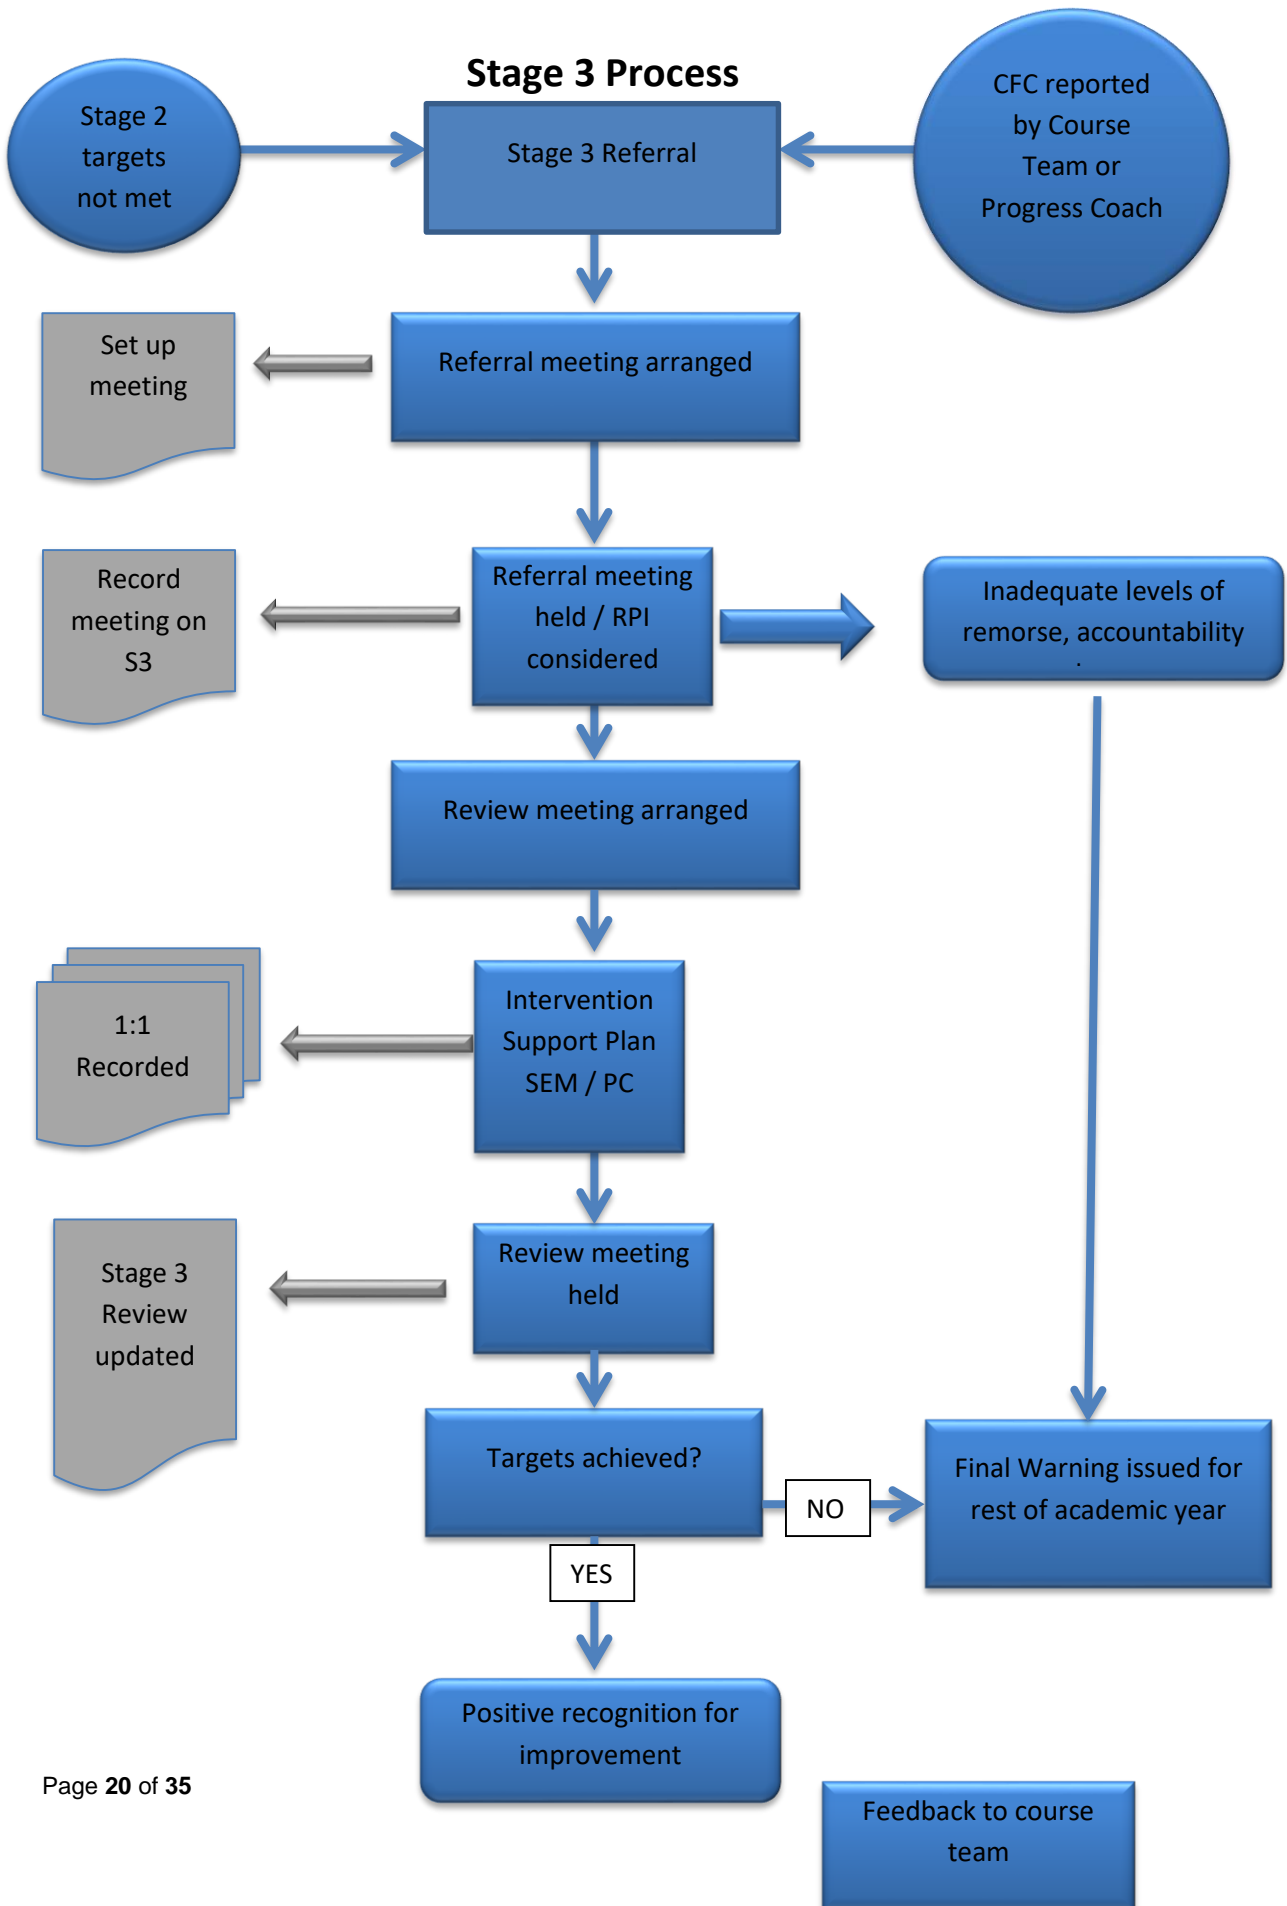 Stage 3 Process
Stage 2
targets
not met
Stage 3 Referral
CFC reported
by Course
Team or
Progress Coach
Set up
meeting
Referral meeting arranged
Record
meeting on
S3
Referral meeting
held / RPI
considered
Inadequate levels of
remorse, accountability
.
Review meeting arranged
1:1
Recorded
Intervention
Support Plan
SEM / PC
Stage 3
Review
updated
Review meeting
held
Targets achieved?
NO
Final Warning issued for
rest of academic year
YES
Positive recognition for
improvement
Page 20 of 35
Feedback to course
team